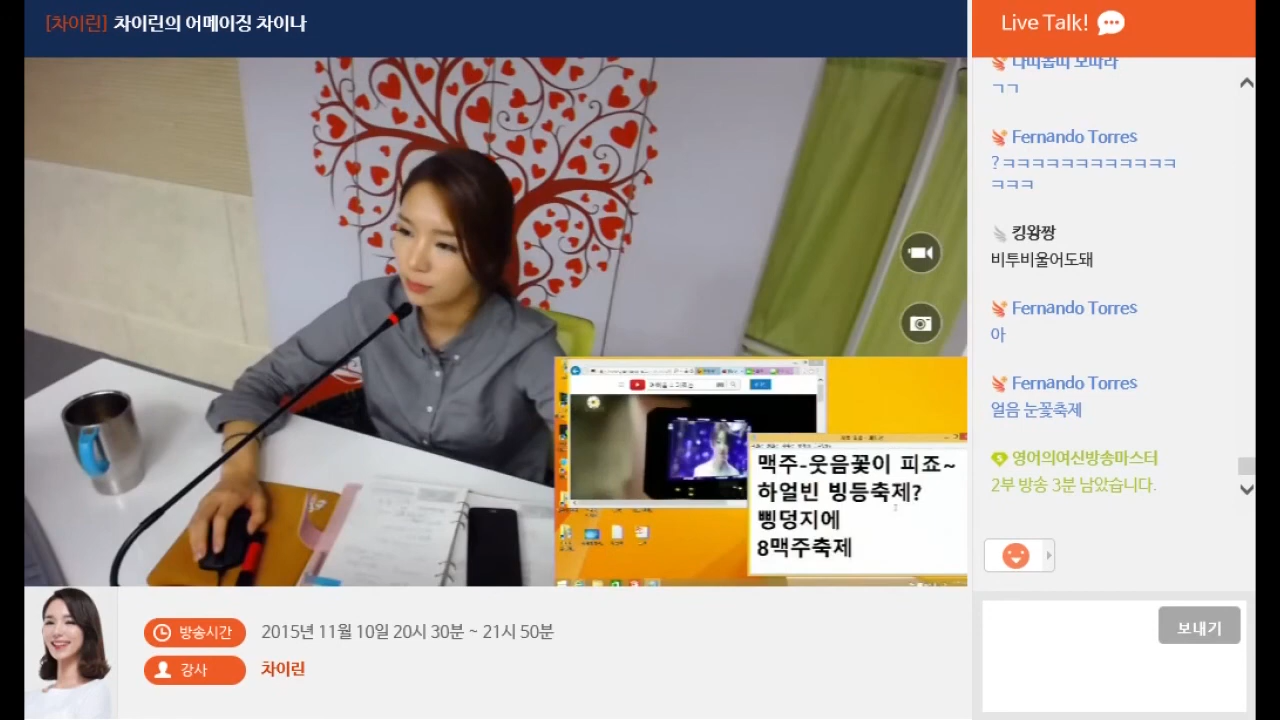 [차이린] 차이린의 어메이징 차이나
맥주-웃음꽃이 피죠~
하얼빈 빙등축제?
삥덩지에
8맥주축제
방송시간 2015년 11월 10일 20시 30분 ~ 21시 50분
강사 차이린
Live Talk!
ㄱㄱ
Fernando Torres
?ㅋㅋㅋㅋㅋㅋㅋㅋㅋㅋㅋㅋ
ㅋㅋㅋ
킹왕짱
비투비울어도돼
Fernando Torres
아
Fernando Torres
얼음 눈꽃축제
영어의여신방송마스터
2부 방송 3분 남았습니다.
보내기